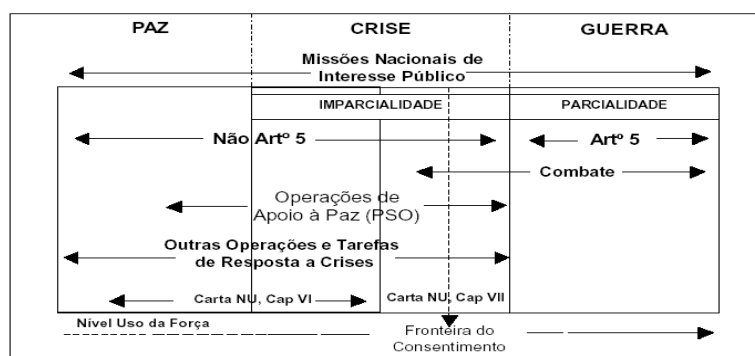 PAZ
CRISE
GUERRA
Missões Nacionais de
Interesse Público
IMPARCIALIDADE
PARCIALIDADE
Não Artº 5
Artº 5
Combate
Operações de
Apoio à Paz (PSO)
Outras Operações e Tarefas
de Resposta a Crises
Carta NU, Cap VI
Carta NU, Cap VII
Nível Uso da Força
Fronteira do
Consentimento